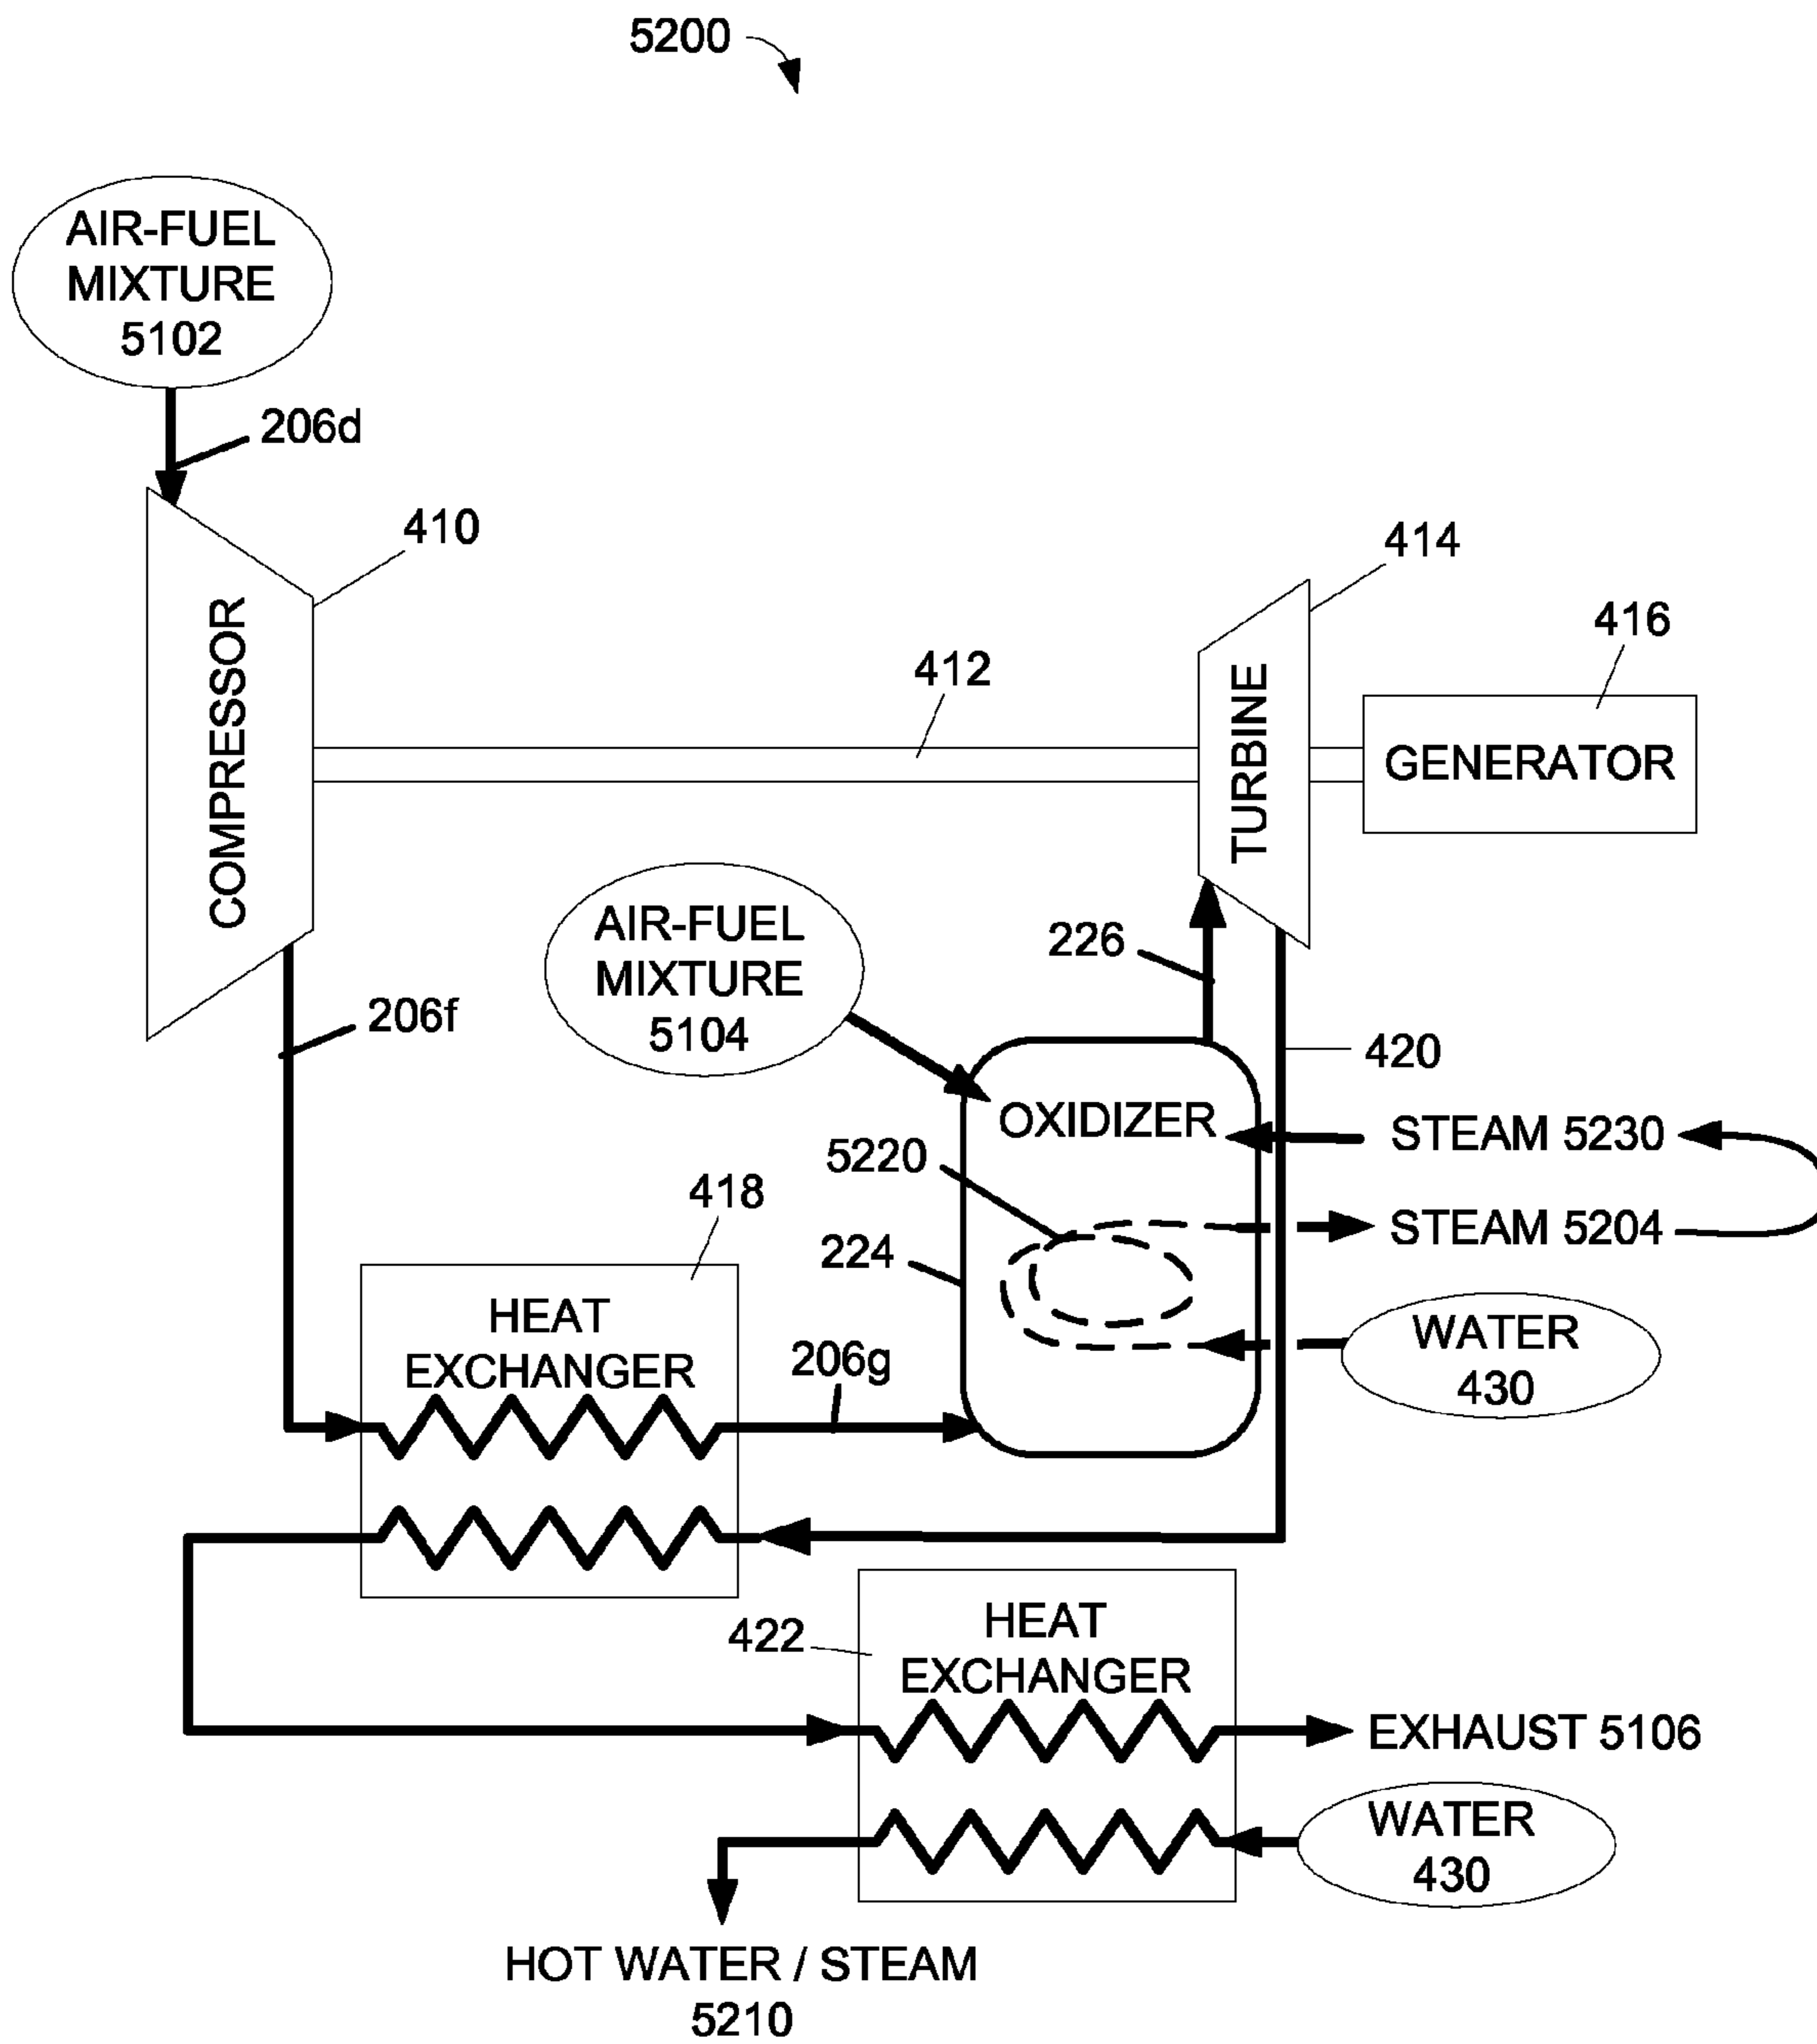 5200
AIR-FUEL
MIXTURE
5102
206d
410
COMPRESSOR
414
416
412
TURBINE
GENERATOR
AIR-FUEL
MIXTURE
5104
226
206f
420
OXIDIZER
STEAM 5230
5220
418
STEAM 5204
224
HEAT
EXCHANGER
WATER
430
206g
422
HEAT
EXCHANGER
EXHAUST 5106
WATER
430
HOT WATER / STEAM
5210